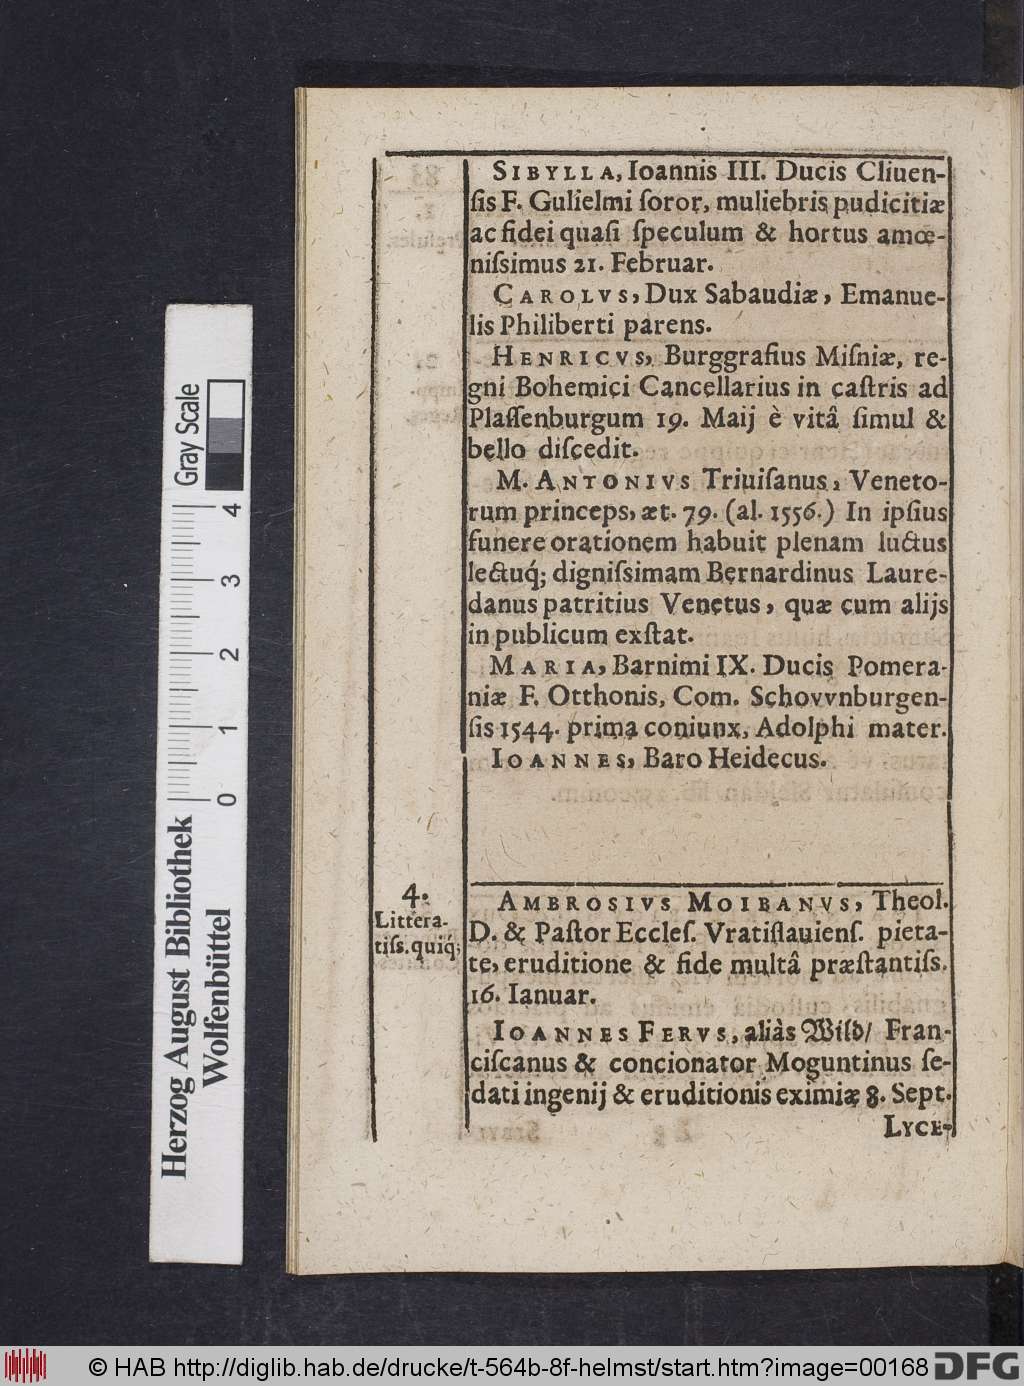 SIBYLLA, Ioannis III. Ducis Cliuen-
ſis F. Gulielmi ſoror, muliebris pudicitiæ
ac fidei quaſi ſpeculum & hortus amœ-
niſsimus 21. Februar.
CAROLVS, Dux Sabaudiæ, Emanue-
lis Philiberti parens.
HENRICVS, Burggrafius Miſniæ, re-
gni Bohemici Cancellarius in caſtris ad
Plaſſenburgum 19. Maij è vitâ ſimul &
bello diſcedit.
M. ANTONIVS Triuiſanus, Veneto-
rum princeps, æt. 79. (al. 1556.) In ipſius
funere orationem habuit plenam luctus
lectuq́; digniſsimam Bernardinus Laure-
danus patritius Venetus, quæ cum alijs
in publicum exſtat.
MARIA, Barnimi IX. Ducis Pomera-
niæ F. Otthonis, Com. Schovvnburgen-
ſis 1544. prima coniunx, Adolphi mater.
IOANNES, Baro Heidecus.
4.
Littera-
tiſs. quiq́;
AMBROSIVS MOIBANVS, Theol.
D. & Paſtor Eccleſ. Vratiſlauienſ. pieta-
te, eruditione & fide multâ præſtantiſs.
16. Ianuar.
IOANNES FERVS, aliàs Wild/ Fran-
ciſcanus & concionator Moguntinus ſe-
dati ingenij & eruditionis eximiæ 8. Sept.
LYCE-
Herzog August Bibliothek
Wolfenbüttel
0 1 2 3 4
Gray Scale
© HAB http://diglib.hab.de/drucke/t-564b-8f-helmst/start.htm?image=00168
DFG